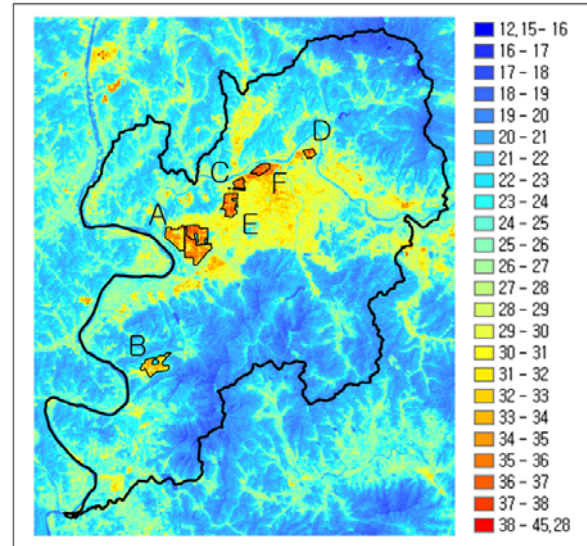 A
B
C
D
E
F
12,15 - 16
16 - 17
17 - 18
18 - 19
19 - 20
20 - 21
21 - 22
22 - 23
23 - 24
24 - 25
25 - 26
26 - 27
27 - 28
28 - 29
29 - 30
30 - 31
31 - 32
32 - 33
33 - 34
34 - 35
35 - 36
36 - 37
37 - 38
38 - 45,28